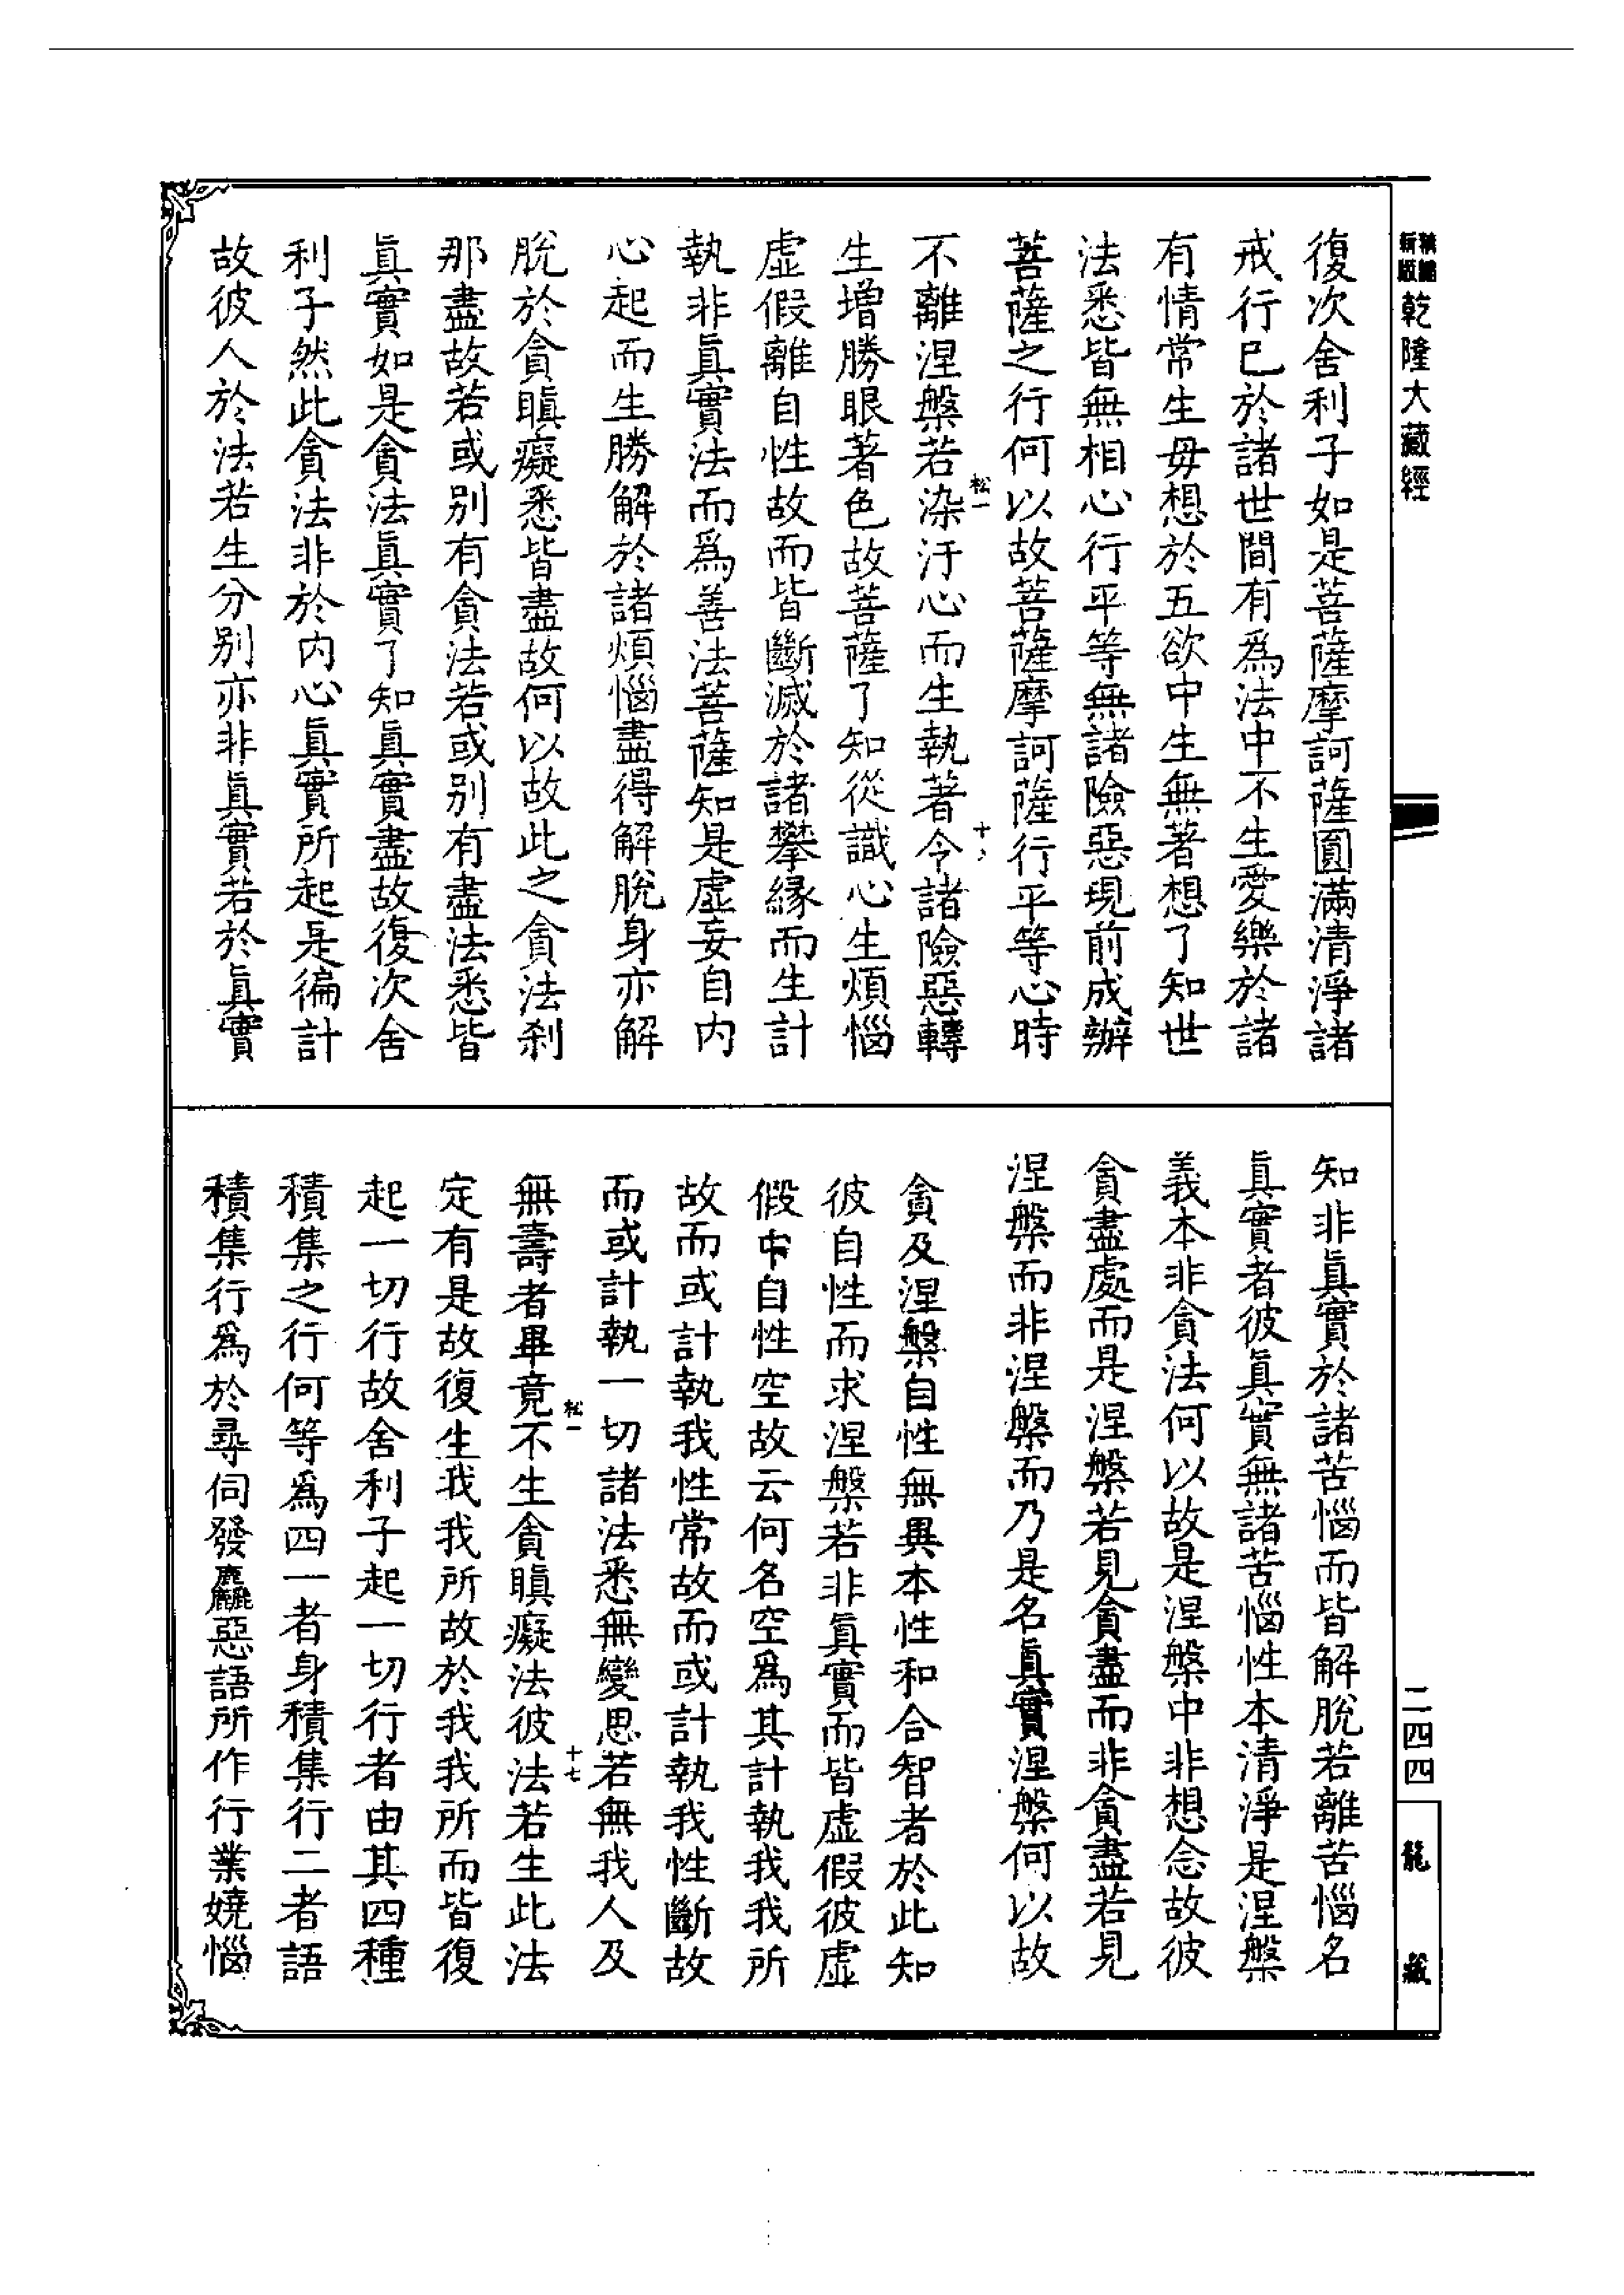 新版
乾隆大藏經
復次舍利子如是菩薩摩訶薩圓滿清淨諸
戒行已於諸世間有為法中不生愛樂於諸
有情常生毋想於五欲中生無著想了知世
法悉皆無相心行平等無諸險惡現前成辦
菩薩之行何以故菩薩摩訶薩行平等心時
不離涅槃若染汙心而生執著令諸險惡轉
生增勝眼著色故菩薩了知從識心生煩惱
虛假離自性故而皆斷滅於諸攀緣而生計
執非眞實法而爲善法菩薩知是虛妄自内
心起而生勝解於諸煩惱盡得解脫身亦解
脫於貪瞋癡悉皆盡故何以故此之貪法刹
那盡故若或别有貪法若或别有盡法悉皆
眞實如是貪法眞實了知眞實盡故復次舍
利子然此貪法非於内心眞實所起是徧計
故彼人於法若生分别亦非眞實若於眞實
松一
知非眞實於諸苦惱而皆解脫若離苦惱名
眞實者彼眞實無諸苦惱性本清淨是涅槃
義本非貪法何以故是涅槃中非想念故彼
貪盡處而是涅槃若見貪盡而非貪盡若見
涅槃而非涅槃而乃是名眞實涅槃何以故
貪及涅槃自性無異本性和合智者於此知
彼自性而求涅槃若非眞實而皆虛假彼虛
假中自性空故云何名空爲其計執我我所
故而或計執我性常故而或計執我性斷故
而或計執一切諸法悉無變思若無我人及
無壽者畢竟不生貪瞋癡法彼法若生此法
定有是故復生我我所故於我我所而皆復
起一切行故舍利子起一切行者由其四種
積集之行何等爲四一者身積集行二者語
積集行爲於尋伺發麤惡語所作行業嬈惱
松一
十七
二四四
龍藏